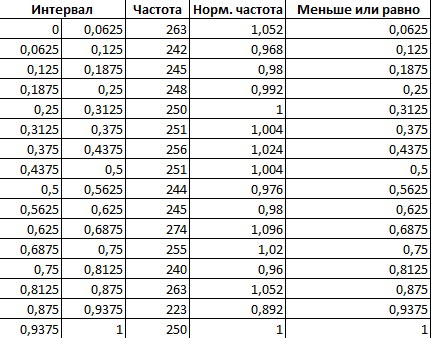 Интервал Частота Норм. частота Меньше или равно
0 0,0625 263 1,052 0,0625
0,0625 0,125 242 0,968 0,125
0,125 0,1875 245 0,98 0,1875
0,1875 0,25 248 0,992 0,25
0,25 0,3125 250 1 0,3125
0,3125 0,375 251 1,004 0,375
0,375 0,4375 256 1,024 0,4375
0,4375 0,5 251 1,004 0,5
0,5 0,5625 244 0,976 0,5625
0,5625 0,625 245 0,98 0,625
0,625 0,6875 274 1,096 0,6875
0,6875 0,75 255 1,02 0,75
0,75 0,8125 240 0,96 0,8125
0,8125 0,875 263 1,052 0,875
0,875 0,9375 223 0,892 0,9375
0,9375 1 250 1 1